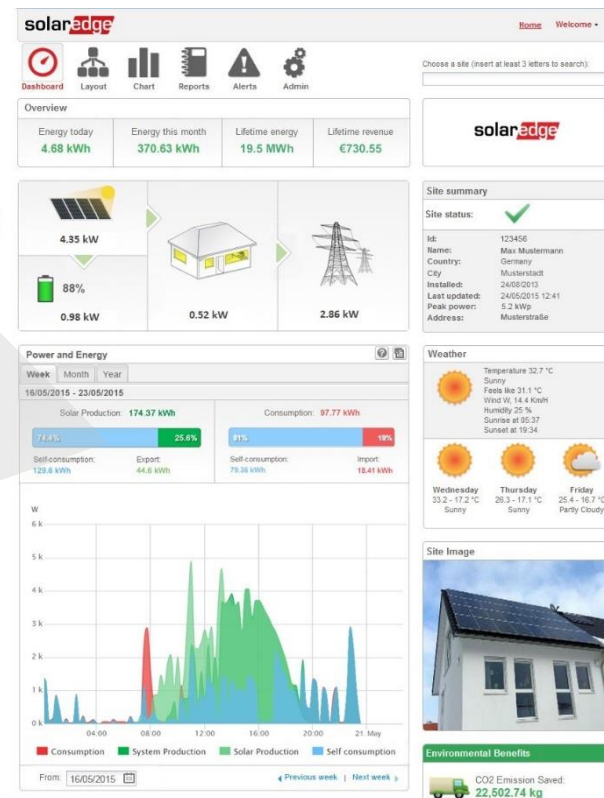 solaredge
Home Welcome
Dashboard Layout Chart Reports Alerts Admin
Choose a site (insert at least 3 letters to search):
Overview
Energy today Energy this month Lifetime energy Lifetime revenue
4.68 kWh 370.63 kWh 19.5 MWh €730.55
solaredge
4.35 kW
88%
0.98 kW 0.52 kW 2.86 kW
Site summary
Site status:
Id: 123456
Name: Max Mustermann
Country: Germany
City Musterstadt
Installed: 24/08/2013
Last updated: 24/05/2015 12:41
Peak power: 5.2 kWp
Address: Musterstraße
Power and Energy
Week Month Year
16/05/2015 - 23/05/2015
Solar Production: 174.37 kWh Consumption: 97.77 kWh
74.4% 25.6% 81% 19%
Self-consumption: Export: Self-consumption: Import:
129.8 kWh 44.6 kWh 79.36 kWh 18.41 kWh
W
6 k
5 k
4 k
3 k
2 k
1 k
0 k
04:00 08:00 12:00 16:00 20:00 21. May
Consumption System Production Solar Production Self consumption
From: 16/05/2015 Previous week | Next week
Weather
Temperature 32.7 °C
Sunny
Feels like 31.1 °C
Wind W, 14.4 Km/H
Humidity 25 %
Sunrise at 05:37
Sunset at 19:34
Wednesday Thursday Friday
33.2 - 17.2 °C 26.3 - 17.1 °C 25.4 - 16.7 °C
Sunny Sunny Partly Cloudy
Site Image
Environmental Benefits
CO2 Emission Saved:
22,502.74 kg